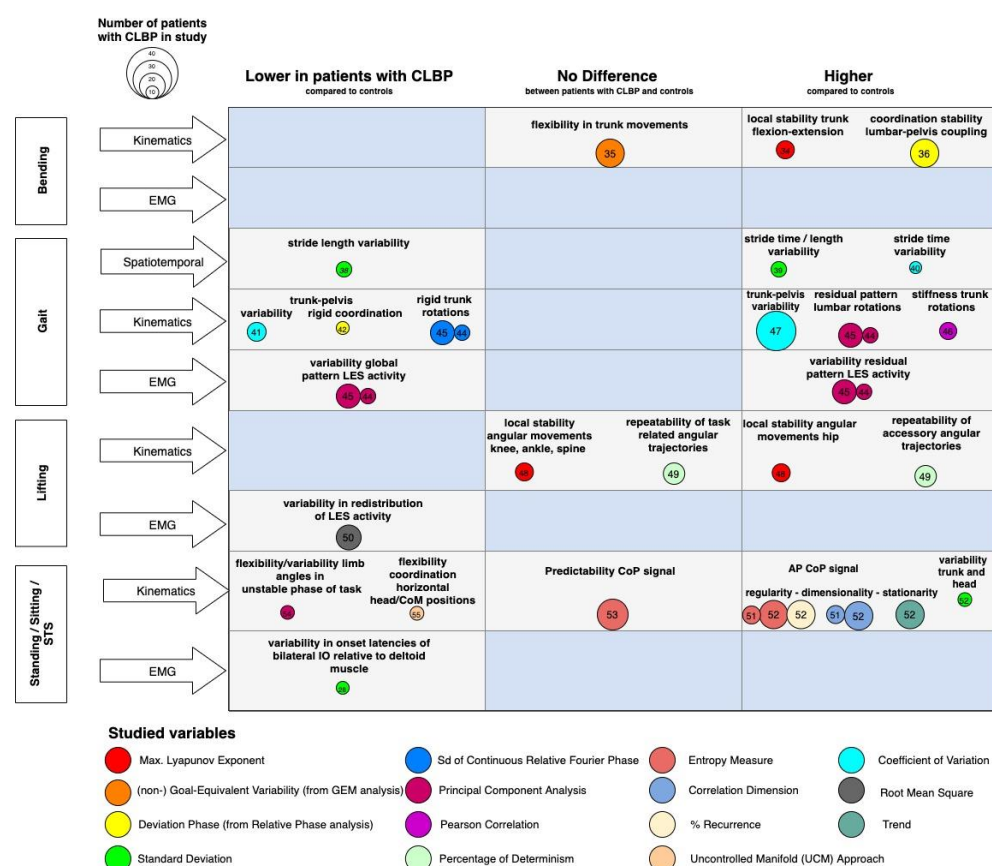 Number of patients
with CLBP in study
40
30
20
10
Lower in patients with CLBP
compared to controls
No Difference
between patients with CLBP and controls
Higher
compared to controls
Bending
Kinematics
flexibility in trunk movements
35
local stability trunk
flexion-extension
coordination stability
lumbar-pelvis coupling
36
EMG
Gait
Spatiotemporal
stride length variability
38
stride time / length
variability
39
stride time
variability
40
Kinematics
variability
41
trunk-pelvis
rigid coordination
42
rigid trunk
rotations
45 44
trunk-pelvis
variability
47
residual pattern
lumbar rotations
45 44
stiffness trunk
rotations
EMG
variability global
pattern LES activity
45 44
variability residual
pattern LES activity
45 44
Lifting
Kinematics
local stability
angular movements
knee, ankle, spine
repeatability of task
related angular
trajectories
49
local stability angular
movements hip
repeatability of
accessory angular
trajectories
49
EMG
variability in redistribution
of LES activity
50
Standing / Sitting /
STS
Kinematics
flexibility/variability limb
angles in
unstable phase of task
flexibility
coordination
horizontal
head/CoM positions
55
Predictability CoP signal
53
AP CoP signal
regularity - dimensionality - stationarity
51 52 52 51 52 52
variability
trunk and
head
52
EMG
variability in onset latencies of
bilateral IO relative to deltoid
muscle
Studied variables
Max. Lyapunov Exponent
Sd of Continuous Relative Fourier Phase
Entropy Measure
Coefficient of Variation
(non-) Goal-Equivalent Variability (from GEM analysis)
Principal Component Analysis
Correlation Dimension
Root Mean Square
Deviation Phase (from Relative Phase analysis)
Pearson Correlation
% Recurrence
Trend
Standard Deviation
Percentage of Determinism
Uncontrolled Manifold (UCM) Approach